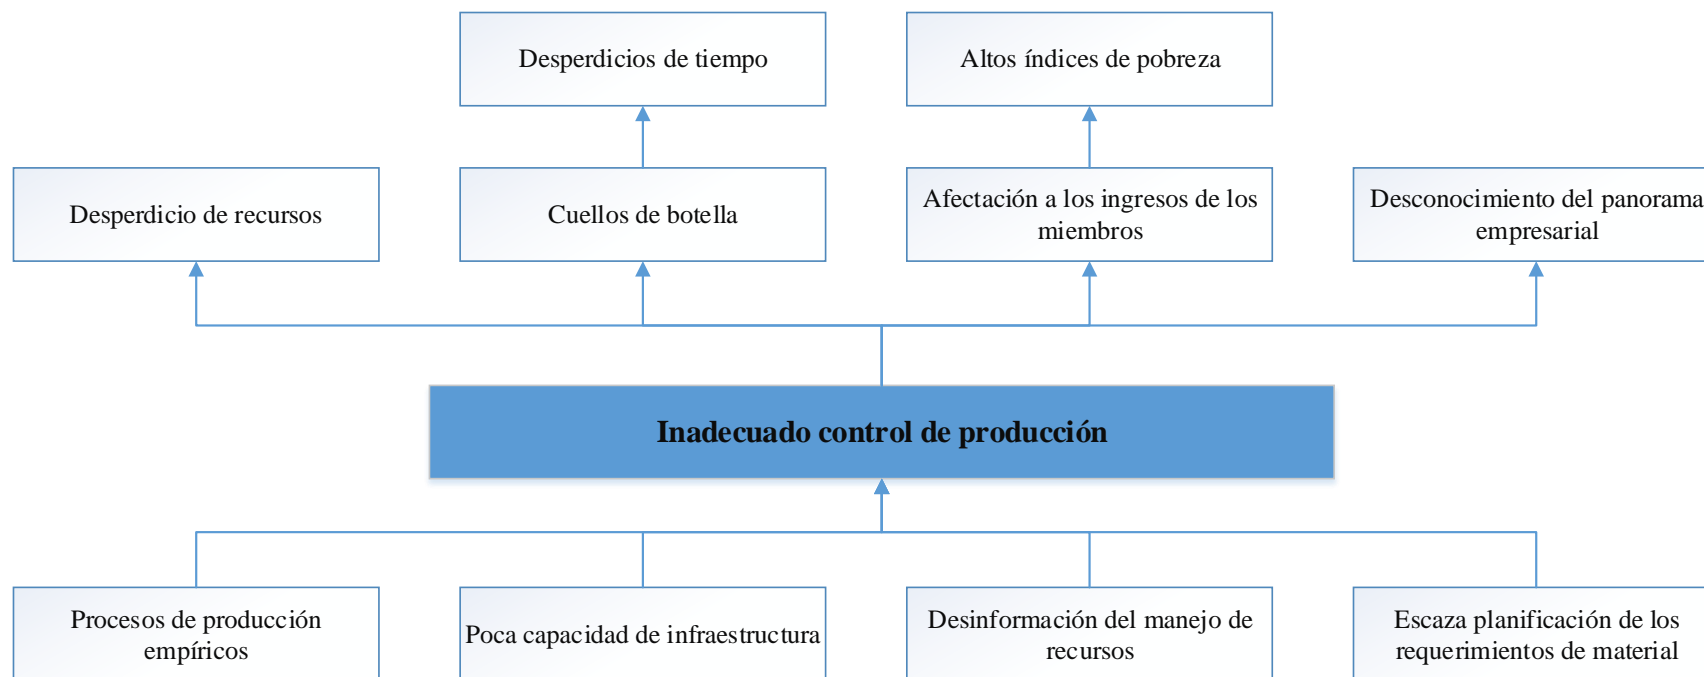 Desperdicios de tiempo
Altos índices de pobreza
Desperdicio de recursos
Cuellos de botella
Afectación a los ingresos de los
miembros
Desconocimiento del panorama
empresarial
Inadecuado control de producción
Procesos de producción
empíricos
Poca capacidad de infraestructura
Desinformación del manejo de
recursos
Escaza planificación de los
requerimientos de material